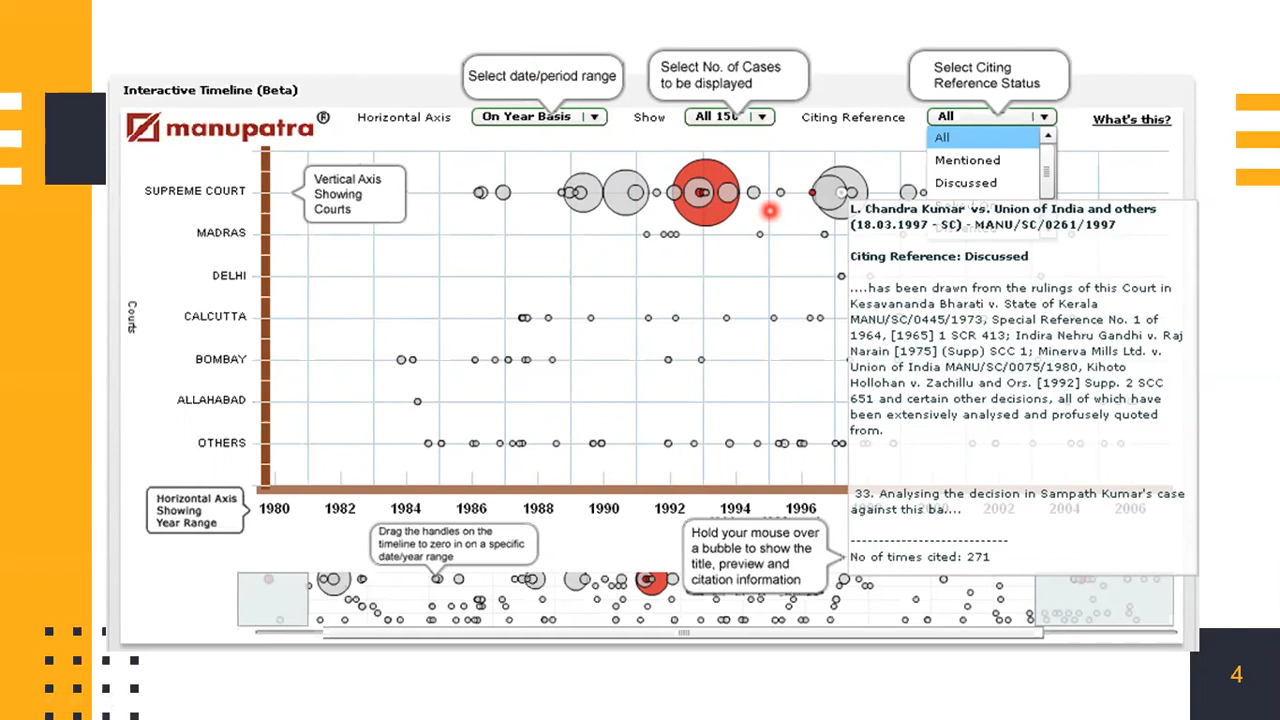 Select date/period range
Select No. of Cases
to be displayed
Select Citing
Reference Status
Interactive Timeline (Beta)
manupatra®
Horizontal Axis
On Year Basis
Show
All 150
Citing Reference
All
What's this?
All
Mentioned
Discussed
Vertical Axis
Showing
Courts
SUPREME COURT
MADRAS
DELHI
CALCUTTA
BOMBAY
ALLAHABAD
OTHERS
Courts
L. Chandra Kumar vs. Union of India and others
(18.03.1997 - SC) - MANU/SC/0261/1997
Citing Reference: Discussed
....has been drawn from the rulings of this Court in
Kesavananda Bharati v. State of Kerala
MANU/SC/0445/1973, Special Reference No. 1 of
1964, [1965] 1 SCR 413; Indira Nehru Gandhi v. Raj
Narain [1975] (Supp) SCC 1; Minerva Mills Ltd. v.
Union of India MANU/SC/0075/1980, Kihoto
Hollohan v. Zachillu and Ors. [1992] Supp. 2 SCC
651 and certain other decisions, all of which have
been extensively analysed and profusely quoted
from.
33. Analysing the decision in Sampath Kumar's case
against this ba...
---------------------------
No of times cited: 271
Horizontal Axis
Showing
Year Range
1980 1982 1984 1986 1988 1990 1992 1994 1996 2002 2004 2006
Drag the handles on the
timeline to zero in on a specific
date/year range
Hold your mouse over
a bubble to show the
title, preview and
citation information
4